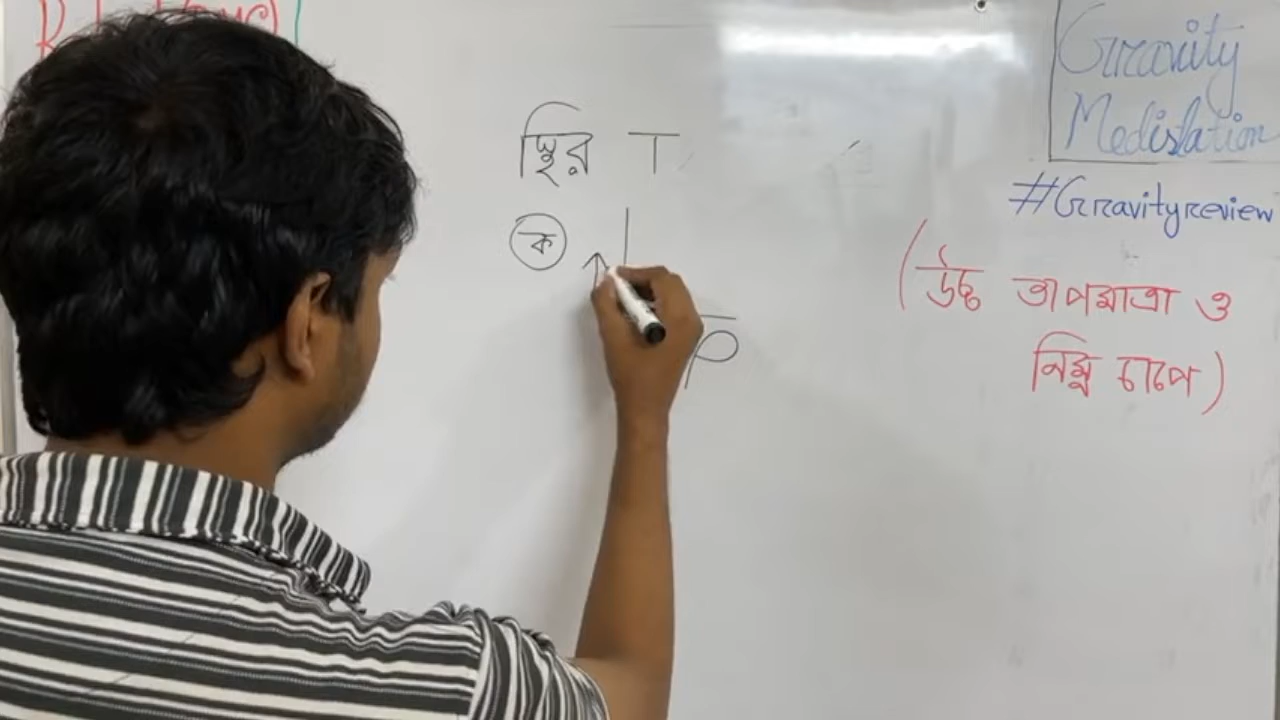 স্থির T
ক
P
Gravity
Medislation
#Gravityreview
(উচ্চ তাপমাত্রা ও
নিম্ন চাপে)